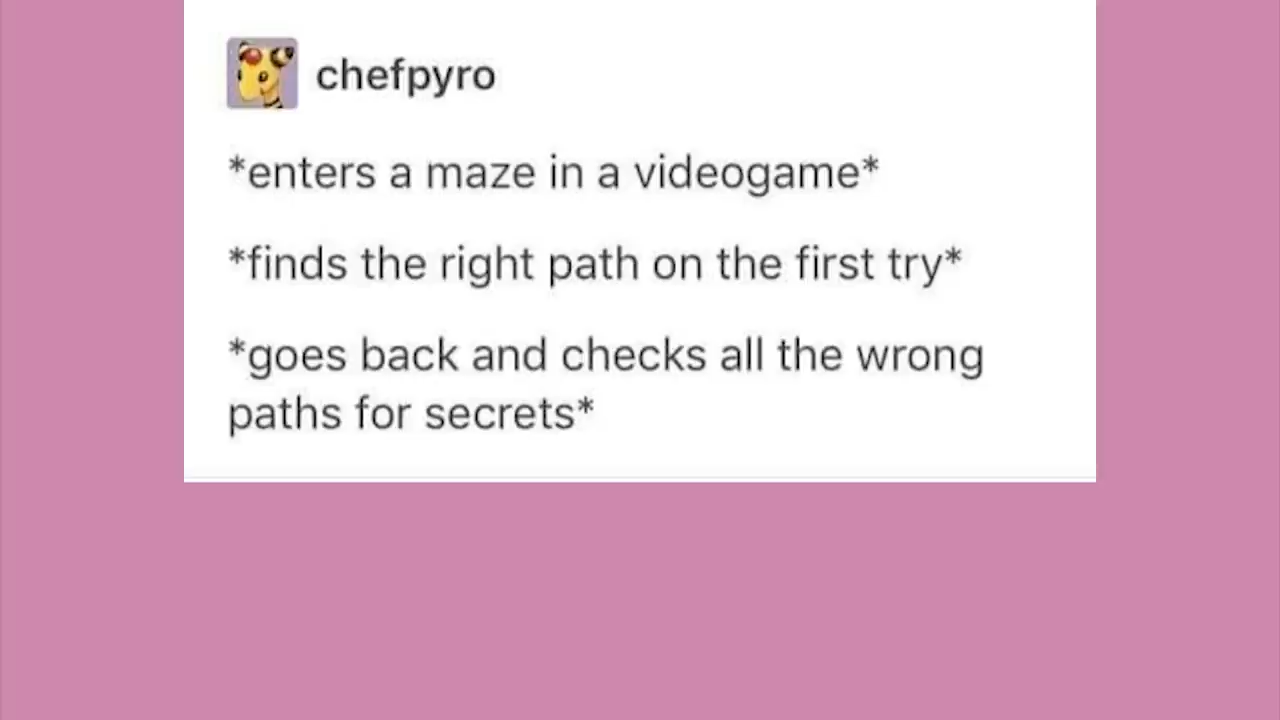 chefpyro
*enters a maze in a videogame*
*finds the right path on the first try*
*goes back and checks all the wrong
paths for secrets*